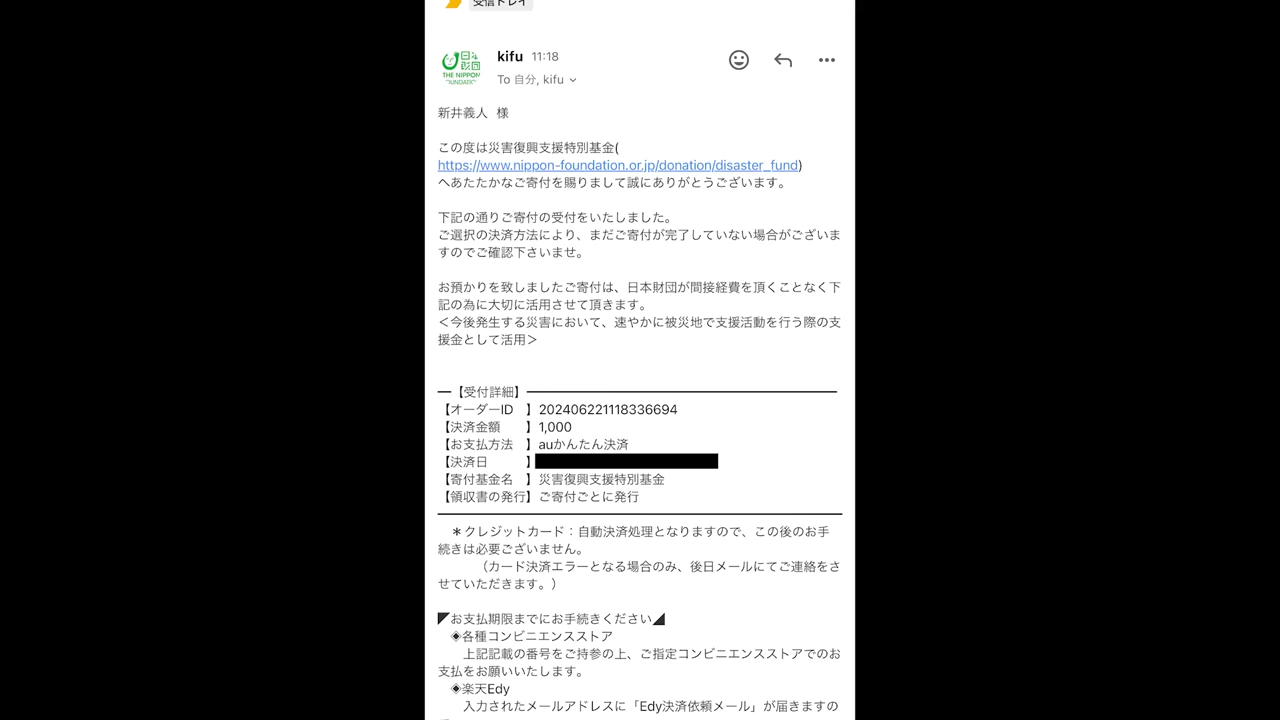 受信トレイ
日本財団
THE NIPPON
FOUNDATION
kifu 11:18
To 自分, kifu
新井義人 様
この度は災害復興支援特別基金(
https://www.nippon-foundation.or.jp/donation/disaster_fund)
へあたたかなご寄付を賜りまして誠にありがとうございます。
下記の通りご寄付の受付をいたしました。
ご選択の決済方法により、まだご寄付が完了していない場合がございま
すのでご確認下さいませ。
お預かりを致しましたご寄付は、日本財団が間接経費を頂くことなく下
記の為に大切に活用させて頂きます。
＜今後発生する災害において、速やかに被災地で支援活動を行う際の支
援金として活用＞
━【受付詳細】━━━━━━━━━━━━━━━━━━━━
【オーダーID 】202406221118336694
【決済金額 】1,000
【お支払方法 】auかんたん決済
【決済日 】
【寄付基金名 】災害復興支援特別基金
【領収書の発行】ご寄付ごとに発行
＊クレジットカード：自動決済処理となりますので、この後のお手
続きは必要ございません。
（カード決済エラーとなる場合のみ、後日メールにてご連絡をさ
せていただきます。）
◤お支払期限までにお手続きください◢
◈各種コンビニエンスストア
上記記載の番号をご持参の上、ご指定コンビニエンスストアでのお
支払をお願いいたします。
◈楽天Edy
入力されたメールアドレスに「Edy決済依頼メール」が届きますの